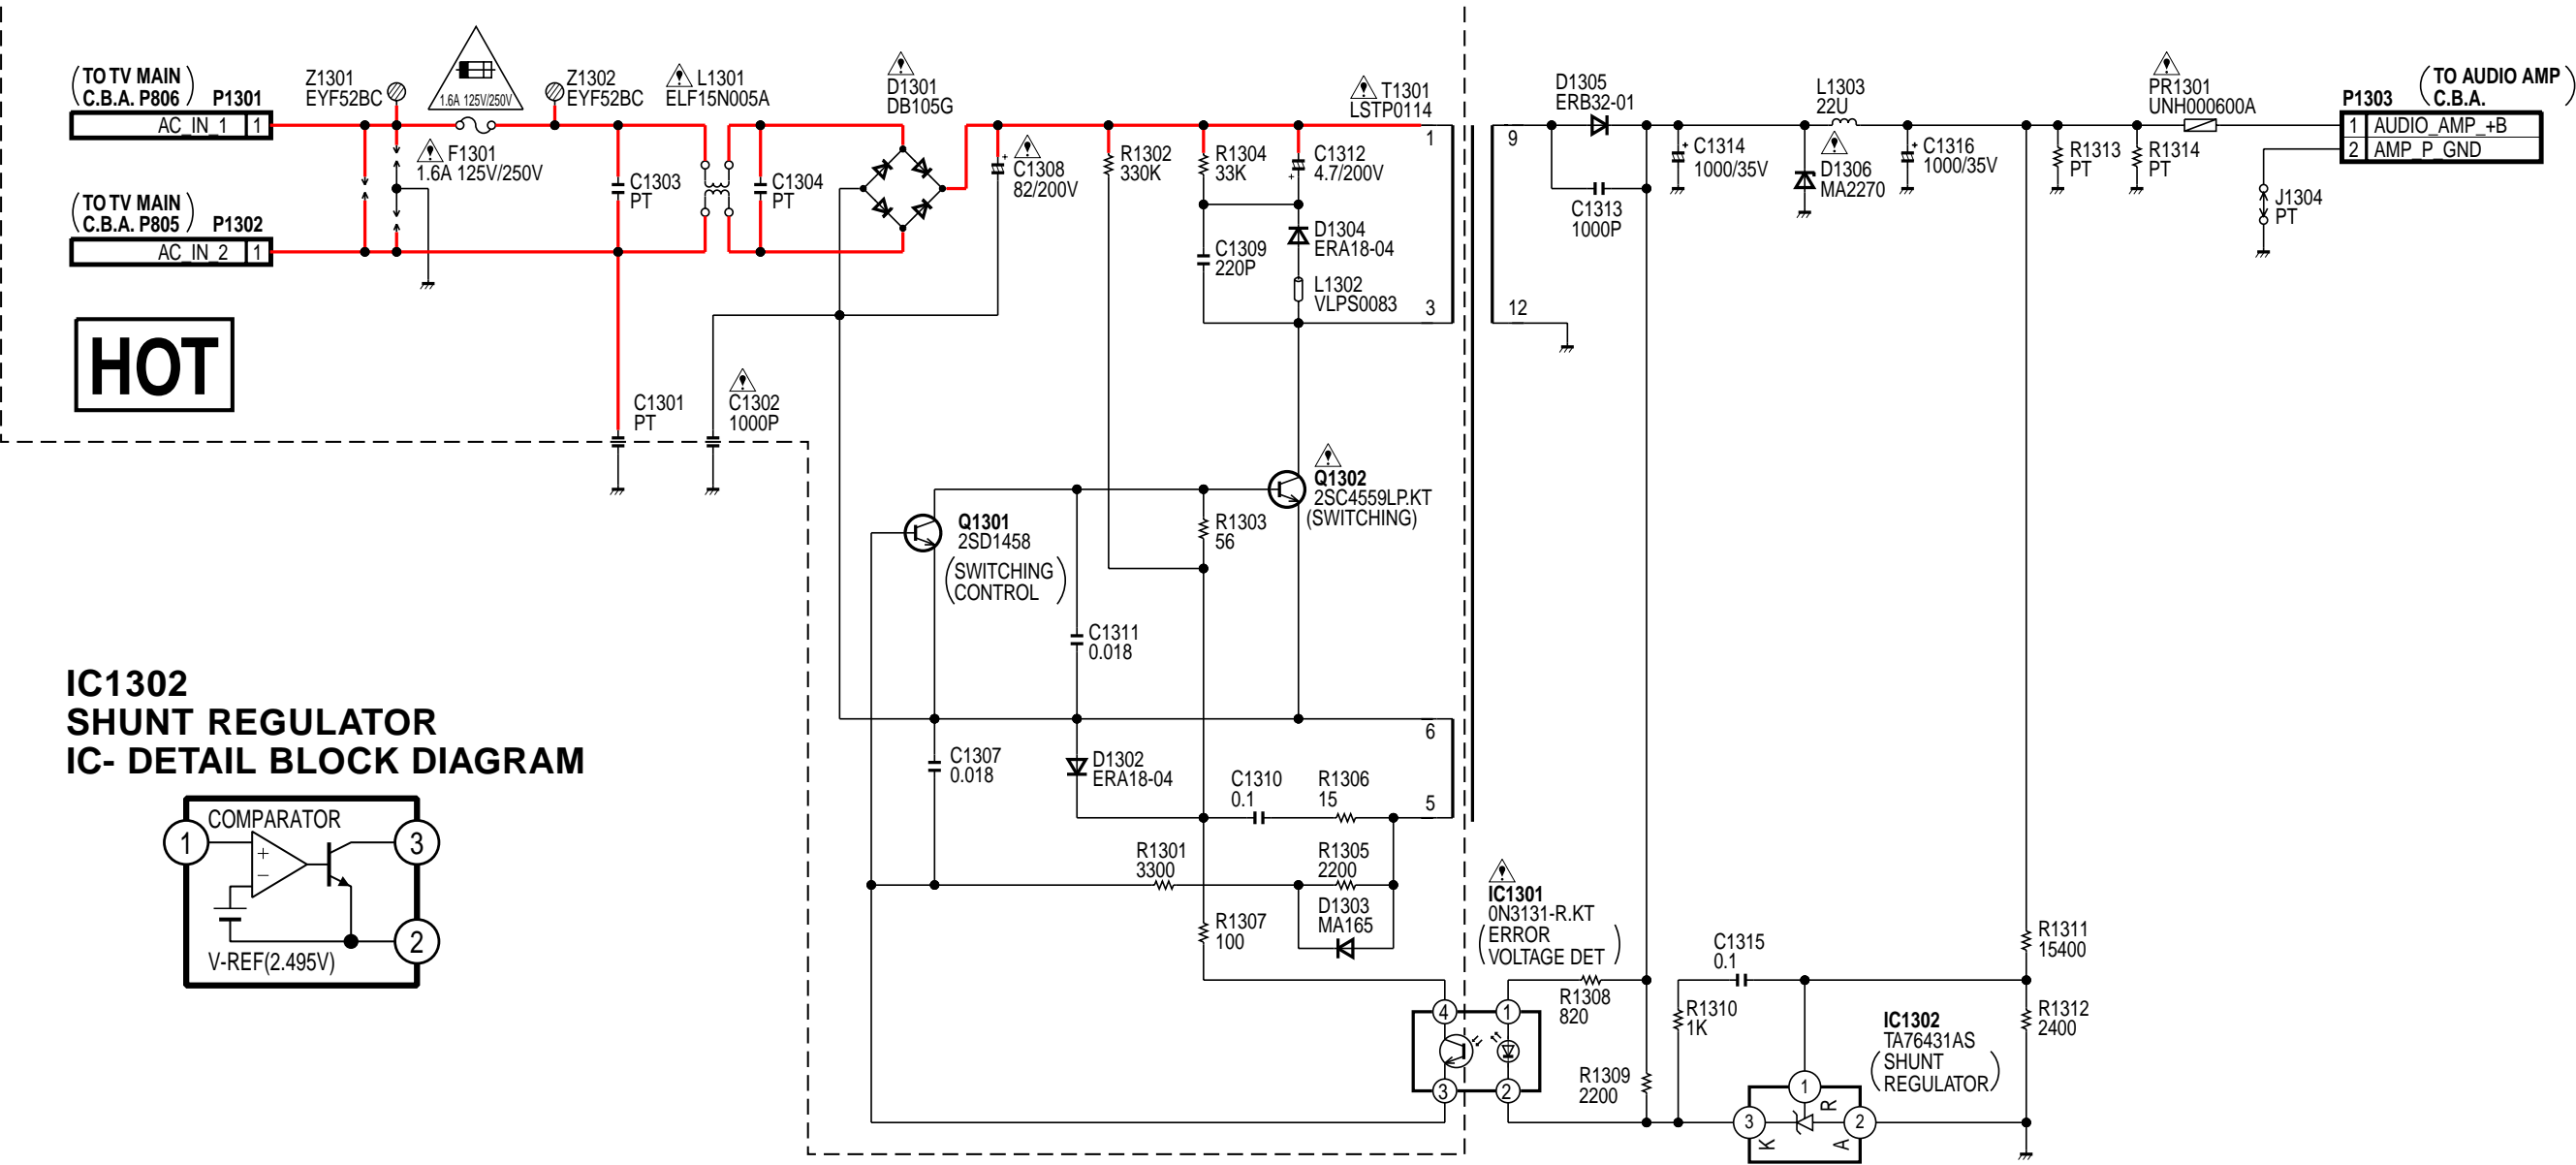 (TO TV MAIN
C.B.A. P806) P1301
AC_IN_1 1
Z1301
EYF52BC
1.6A 125V/250V
F1301
1.6A 125V/250V
Z1302
EYF52BC
L1301
ELF15N005A
D1301
DB105G
T1301
LSTP0114
D1305
ERB32-01
L1303
22U
PR1301
UNH000600A
P1303
(TO AUDIO AMP
C.B.A.)
1 AUDIO_AMP_+B
2 AMP_P_GND
(TO TV MAIN
C.B.A. P805) P1302
AC_IN_2 1
C1303
PT
C1304
PT
C1308
82/200V
+
R1302
330K
R1304
33K
C1312
4.7/200V
+
1
3
9
12
C1309
220P
D1304
ERA18-04
L1302
VLPS0083
C1313
1000P
C1314
1000/35V
+
D1306
MA2270
C1316
1000/35V
+
R1313
PT
R1314
PT
J1304
PT
HOT
C1301
PT
C1302
1000P
Q1301
2SD1458
(SWITCHING
CONTROL)
Q1302
2SC4559LP.KT
(SWITCHING)
R1303
56
C1311
0.018
6
5
C1307
0.018
D1302
ERA18-04
C1310
0.1
R1306
15
R1301
3300
R1305
2200
D1303
MA165
R1307
100
IC1301
0N3131-R.KT
(ERROR
VOLTAGE DET)
4
1
3
2
R1308
820
R1309
2200
C1315
0.1
R1310
1K
R1311
15400
R1312
2400
IC1302
TA76431AS
(SHUNT
REGULATOR)
1
R
3
K
2
A
IC1302
SHUNT REGULATOR
IC- DETAIL BLOCK DIAGRAM
COMPARATOR
1
+
−
3
2
V-REF(2.495V)